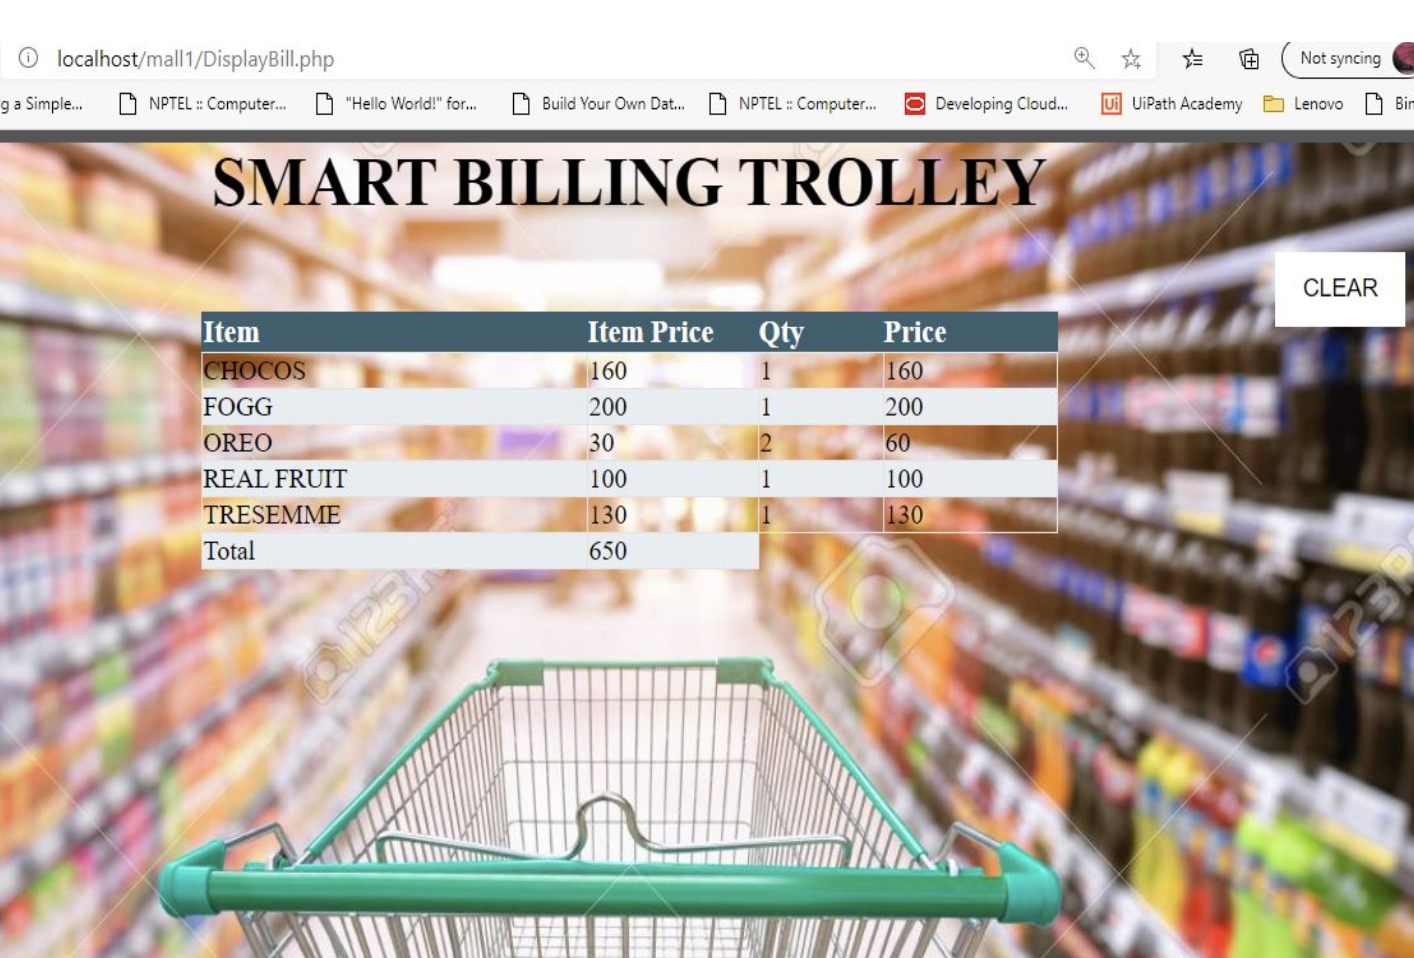 localhost/mall1/DisplayBill.php Not syncing
g a Simple... NPTEL :: Computer... "Hello World!" for... Build Your Own Dat... NPTEL :: Computer... Developing Cloud... Ui UiPath Academy Lenovo Bin
SMART BILLING TROLLEY
CLEAR
Item Item Price Qty Price
CHOCOS 160 1 160
FOGG 200 1 200
OREO 30 2 60
REAL FRUIT 100 1 100
TRESEMME 130 1 130
Total 650